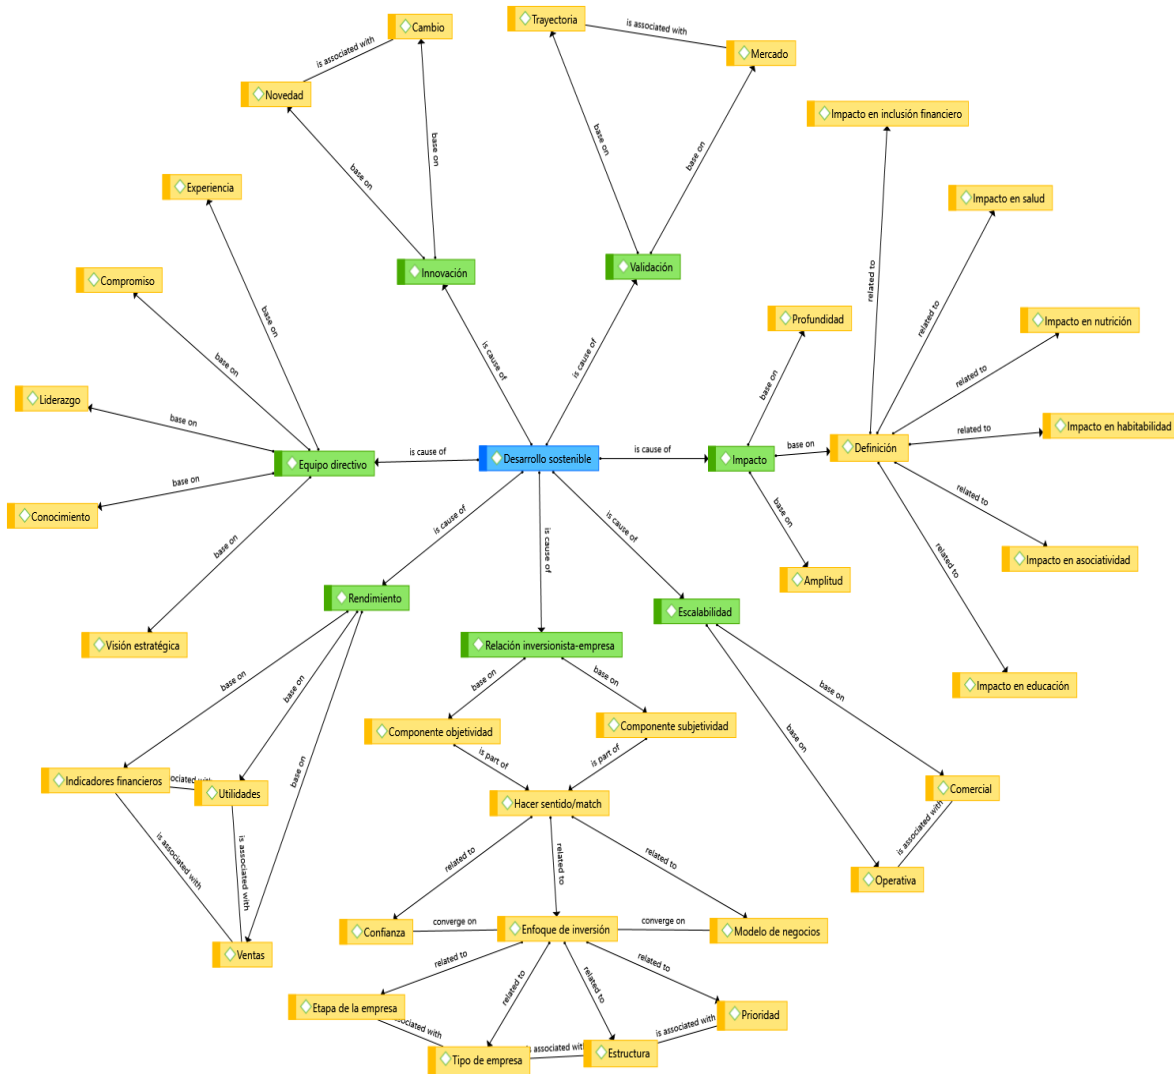 Trayectoria
Cambio
is associated with
is associated with
Mercado
Novedad
Impacto en inclusión financiero
base on
base on
base on
base on
Experiencia
Impacto en salud
Innovación
Validación
related to
Compromiso
base on
related to
Profundidad
Impacto en nutrición
is cause of
is cause of
base on
related to
base on
Liderazgo
base on
Impacto en habitabilidad
related to
Equipo directivo
is cause of
Desarrollo sostenible
is cause of
Impacto
base on
Definición
base on
Conocimiento
related to
base on
is cause of
is cause of
is cause of
base on
Impacto en asociatividad
Amplitud
related to
Rendimiento
Escalabilidad
Visión estratégica
Relación inversionista-empresa
base on
base on
base on
base on
base on
Impacto en educación
base on
Componente objetividad
Componente subjetividad
base on
is part of
is part of
base on
Indicadores financieros
ociated with
Utilidades
Hacer sentido/match
Comercial
is associated with
is associated with
is associated with
related to
related to
related to
Operativa
Confianza
converge on
Enfoque de inversión
converge on
Modelo de negocios
Ventas
related to
related to
related to
related to
Etapa de la empresa
Prioridad
ssociated with
is associated with
Tipo de empresa
is associated with
Estructura